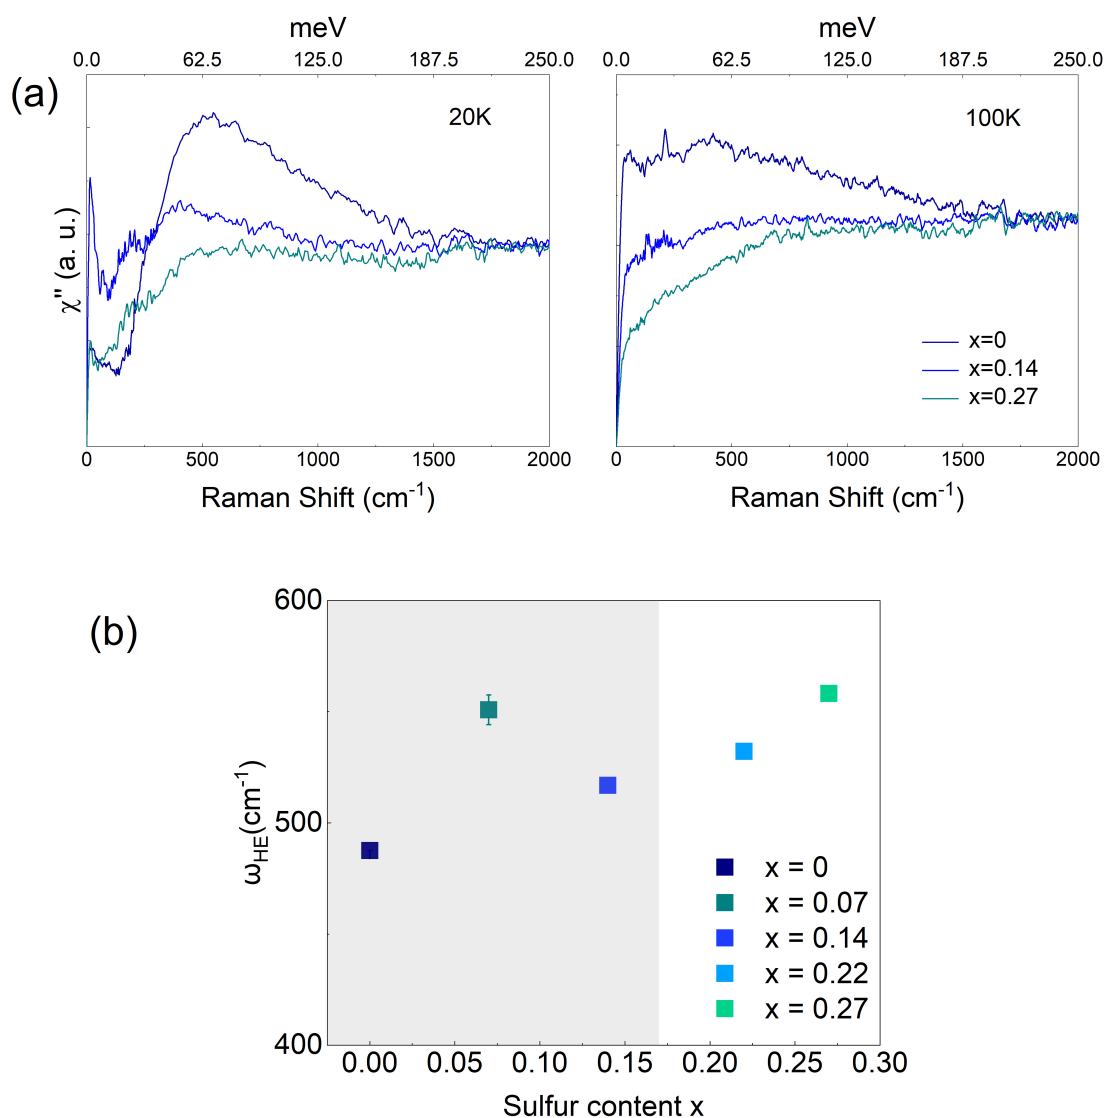 (a)
meV
0.0 62.5 125.0 187.5 250.0
20K
χ'' (a. u.)
0 500 1000 1500 2000
Raman Shift (cm⁻¹)
meV
0.0 62.5 125.0 187.5 250.0
100K
x=0
x=0.14
x=0.27
0 500 1000 1500 2000
Raman Shift (cm⁻¹)
(b)
600
500
400
ω_HE(cm⁻¹)
x = 0
x = 0.07
x = 0.14
x = 0.22
x = 0.27
0.00 0.05 0.10 0.15 0.20 0.25 0.30
Sulfur content x